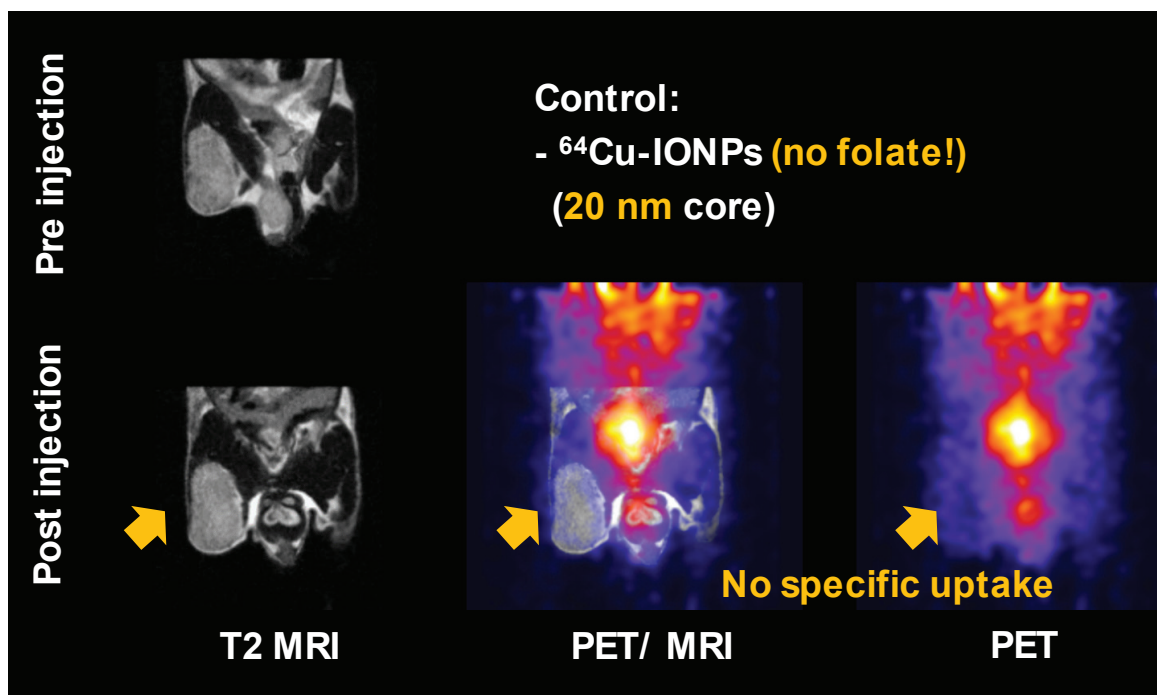 Pre injection
Control:
- ⁶⁴Cu-IONPs (no folate!)
(20 nm core)
Post injection
No specific uptake
T2 MRI
PET/ MRI
PET